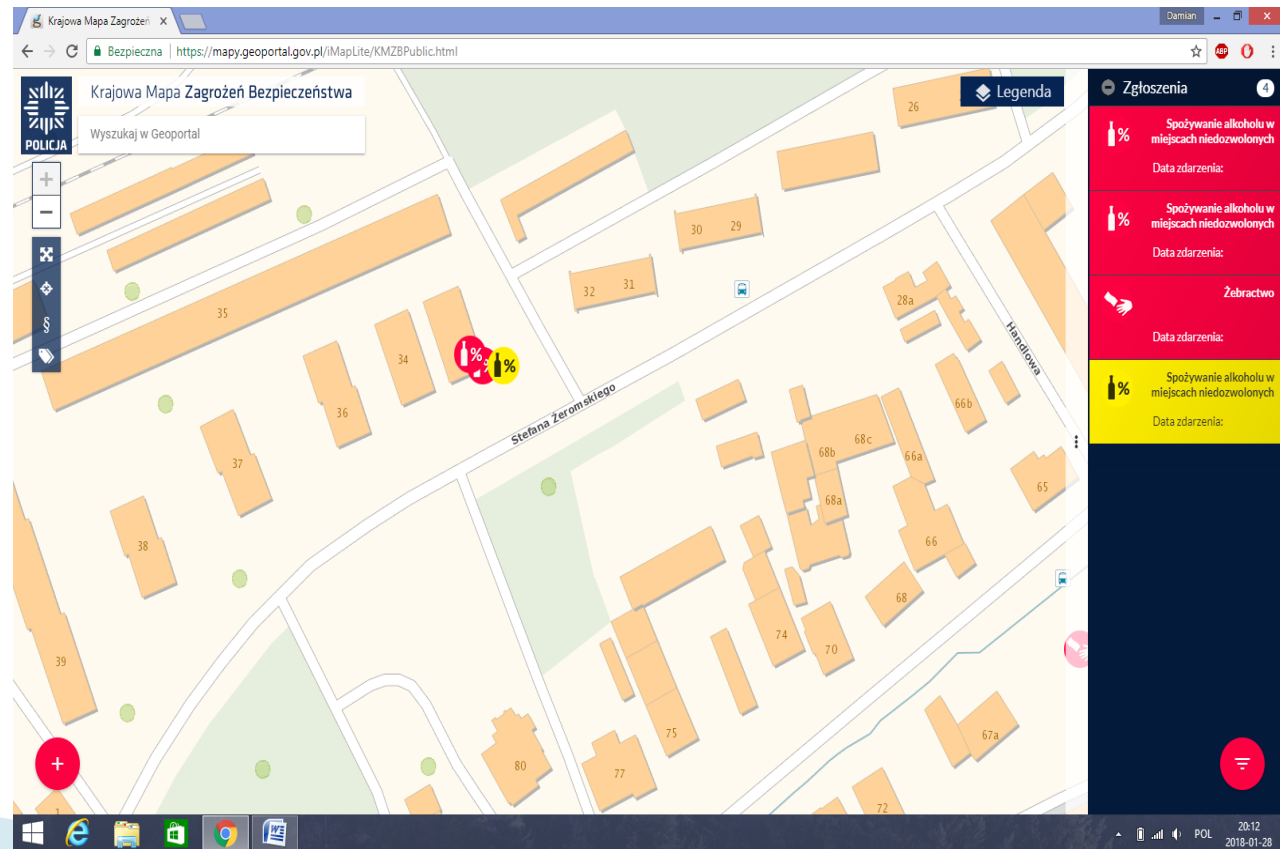 Krajowa Mapa Zagrożeń
Damian
Bezpieczna
https://mapy.geoportal.gov.pl/iMapLite/KMZBPublic.html
ABP
POLICJA
Krajowa Mapa Zagrożeń Bezpieczeństwa
Wyszukaj w Geoportal
Legenda
Zgłoszenia
4
%
Spożywanie alkoholu w
miejscach niedozwolonych
Data zdarzenia:
%
Spożywanie alkoholu w
miejscach niedozwolonych
Data zdarzenia:
Żebractwo
Data zdarzenia:
%
Spożywanie alkoholu w
miejscach niedozwolonych
Data zdarzenia:
+
−
§
26
30
29
32
31
35
28a
34
%
%
%
36
37
38
39
Stefana Żeromskiego
Handlowa
66b
68c
68b
66a
68a
65
66
68
74
70
75
67a
80
77
72
1
+
POL
20:12
2018-01-28